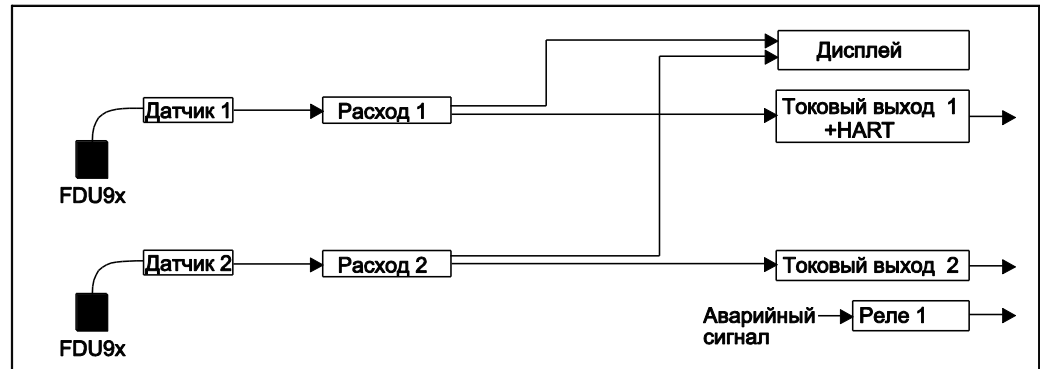 Дисплей
Датчик 1
Расход 1
Токовый выход 1
+HART
FDU9x
Датчик 2
Расход 2
Токовый выход 2
Аварийный
сигнал
Реле 1
FDU9x